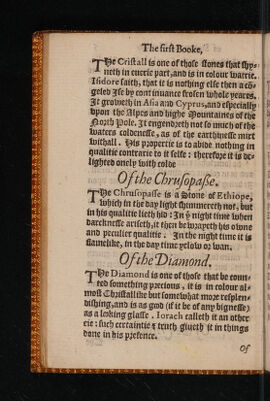 The first Booke,
The Cristall is one of those stones that shy-
neth in euerie part, and is in colour watrie.
Isidore saith, that it is nothing else then a co-
geled Ise by continuance frosen whole yeares.
It groweth in Asia and Cyprus, and especially
vpon the Alpes and highe Mountaines of the
North Pole. It engendreth not so much of the
waters coldenesse, as of the earthinesse mixt
withall. His propertie is to abide nothing in
qualitie contrarie to it selfe: therefore it is de-
lighted onely with colde
Of the Chrusopasse.
The Chrusopasse is a Stone of Ethiope,
which in the day light shimmereth not, but
in his qualitie lieth hid: In ẙ night time when
darcknesse ariseth, it then bewrayeth his owne
and peculier qualitie. In the night time it is
flamelike, in the day time yelow or wan.
Of the Diamond.
The Diamond is one of those that be coun-
ted something precious, it is in colour al-
most Christall like but somewhat more resplen-
dishing, and is as good (if it be of any bignesse)
as a looking glasse. Iorach calleth it an other
eie: such certaintie & truth giueth it in things
done in his presence.
Of